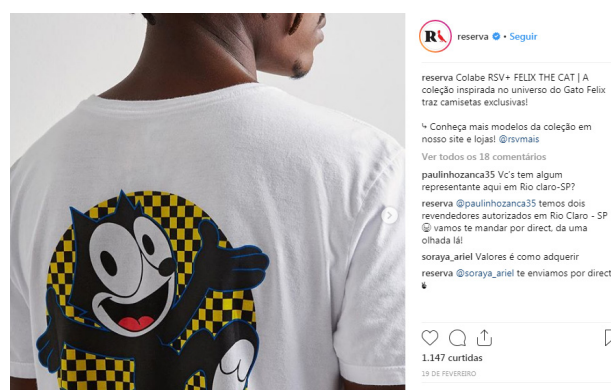 R
reserva • Seguir
reserva Colabe RSV+ FELIX THE CAT | A
coleção inspirada no universo do Gato Felix
traz camisetas exclusivas!
↳ Conheça mais modelos da coleção em
nosso site e lojas! @rsvmais
Ver todos os 18 comentários
paulinhozanca35 Vc's tem algum
representante aqui em Rio claro-SP?
reserva @paulinhozanca35 temos dois
revendedores autorizados em Rio Claro - SP
😉 vamos te mandar por direct, da uma
olhada lá!
soraya_ariel Valores é como adquerir
reserva @soraya_ariel te enviamos por direct
1.147 curtidas
19 DE FEVEREIRO